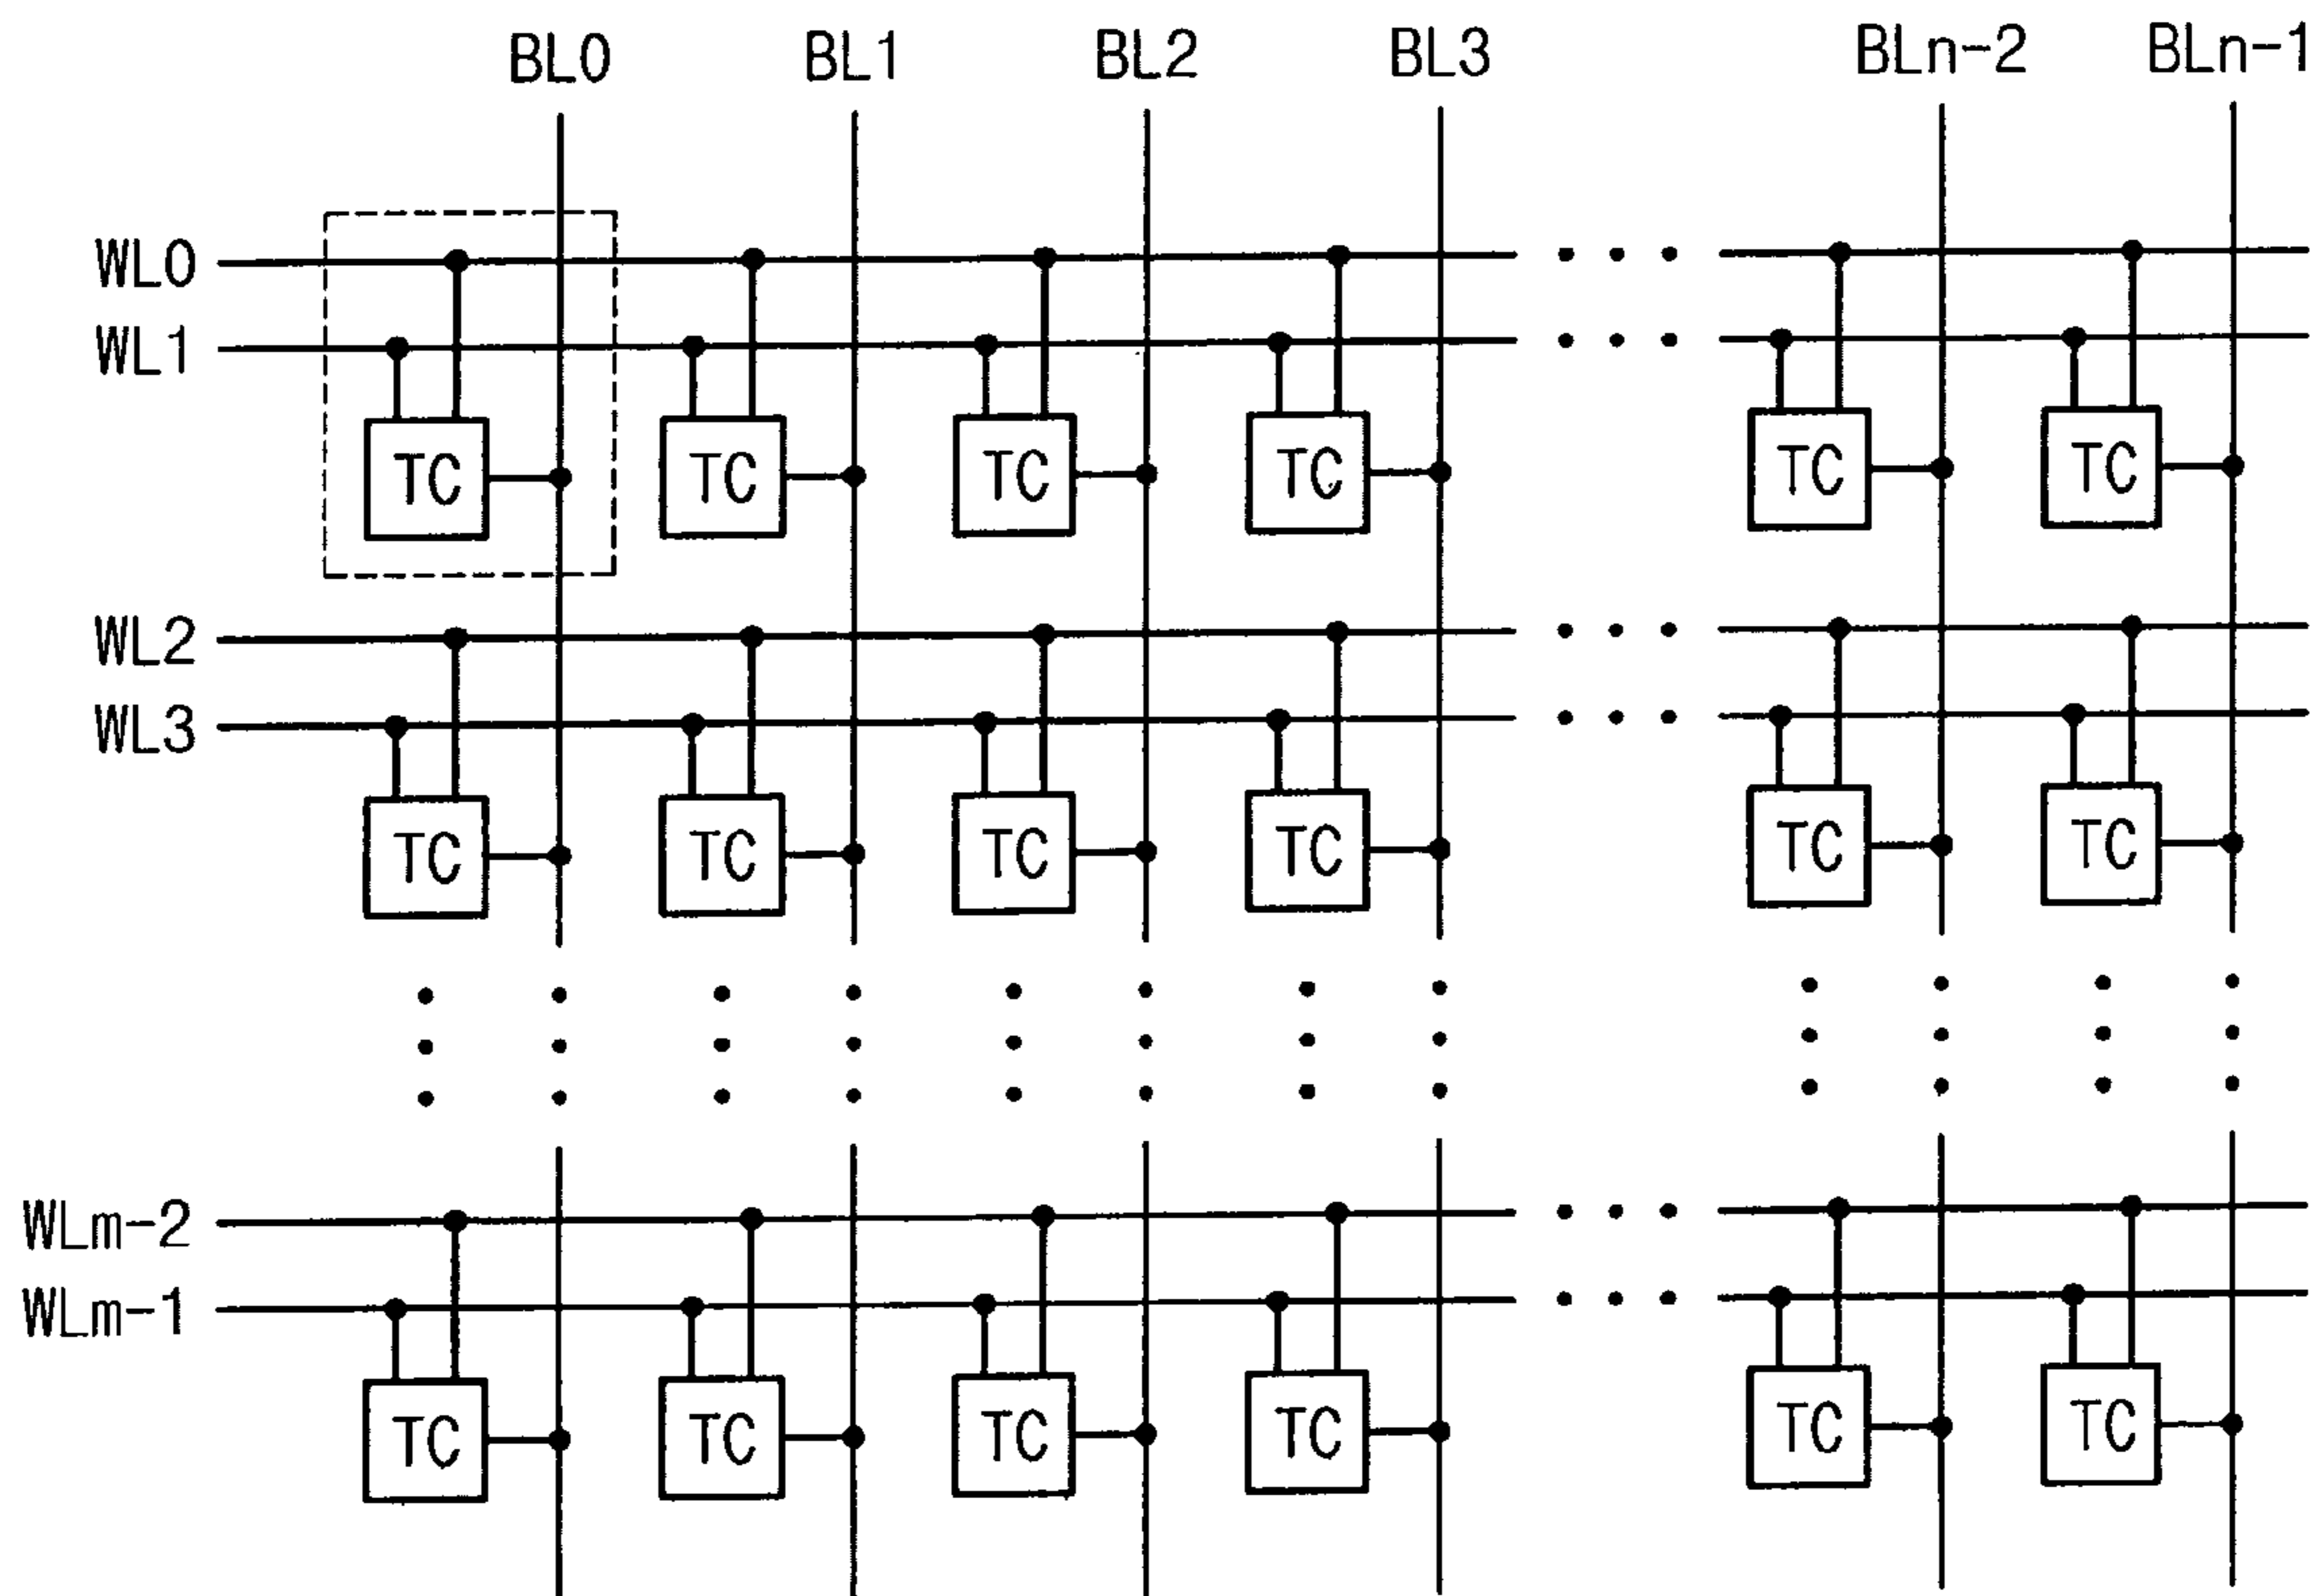 BL0 BL1 BL2 BL3 BLn-2 BLn-1
WL0
WL1
TC TC TC TC TC TC
WL2
WL3
TC TC TC TC TC TC
WLm-2
WLm-1
TC TC TC TC TC TC